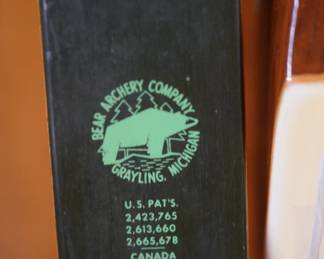 BEAR ARCHERY COMPANY
GRAYLING, MICHIGAN
U.S. PAT'S.
2,423,765
2,613,660
2,665,678
CANADA